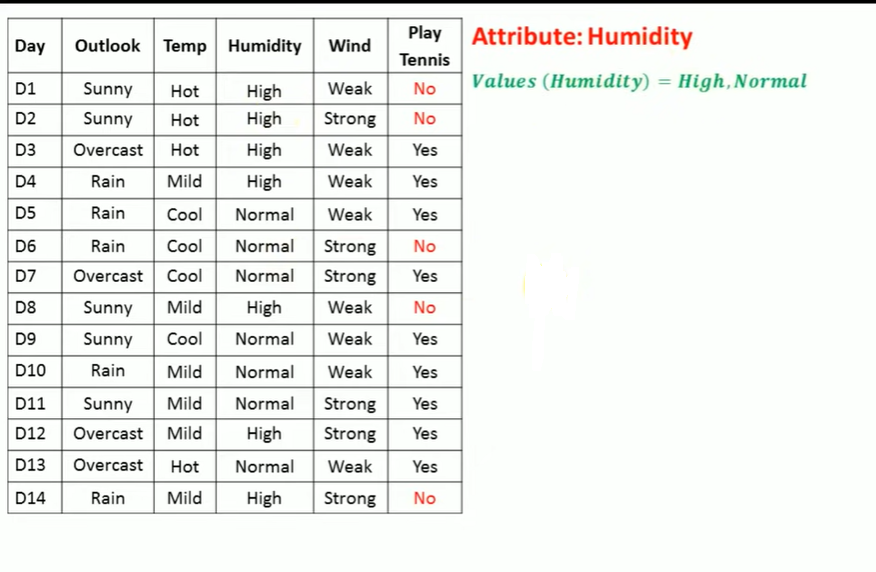 Day Outlook Temp Humidity Wind Play Tennis
D1 Sunny Hot High Weak No
D2 Sunny Hot High Strong No
D3 Overcast Hot High Weak Yes
D4 Rain Mild High Weak Yes
D5 Rain Cool Normal Weak Yes
D6 Rain Cool Normal Strong No
D7 Overcast Cool Normal Strong Yes
D8 Sunny Mild High Weak No
D9 Sunny Cool Normal Weak Yes
D10 Rain Mild Normal Weak Yes
D11 Sunny Mild Normal Strong Yes
D12 Overcast Mild High Strong Yes
D13 Overcast Hot Normal Weak Yes
D14 Rain Mild High Strong No
Attribute: Humidity
Values (Humidity) = High, Normal